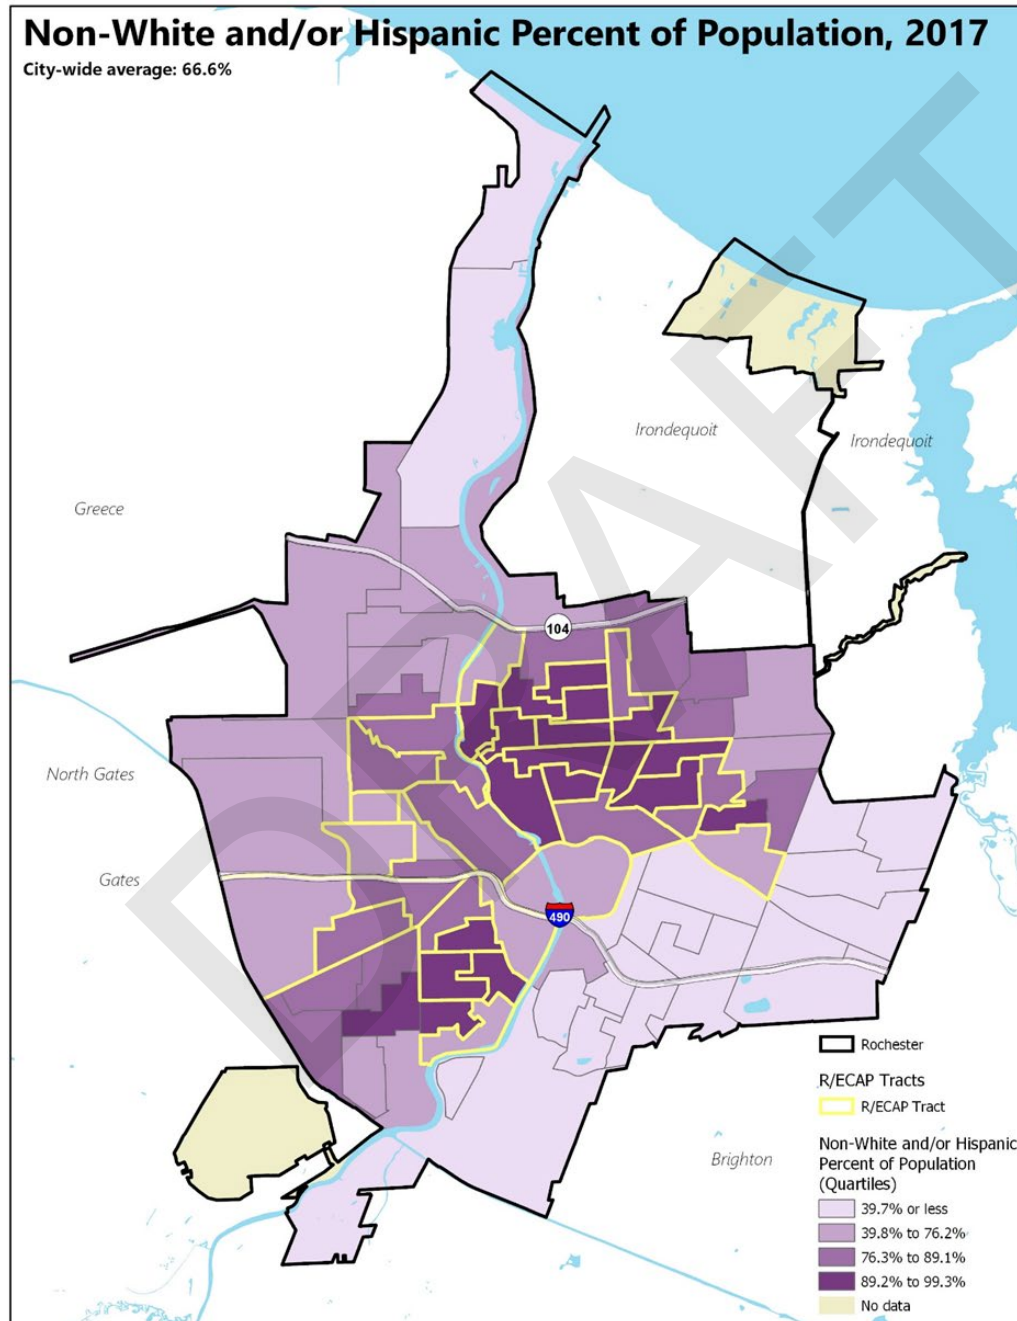 Non-White and/or Hispanic Percent of Population, 2017
City-wide average: 66.6%
Irondequoit
Irondequoit
Greece
104
North Gates
Gates
490
Brighton
DRAFT
Rochester
R/ECAP Tracts
R/ECAP Tract
Non-White and/or Hispanic
Percent of Population
(Quartiles)
39.7% or less
39.8% to 76.2%
76.3% to 89.1%
89.2% to 99.3%
No data